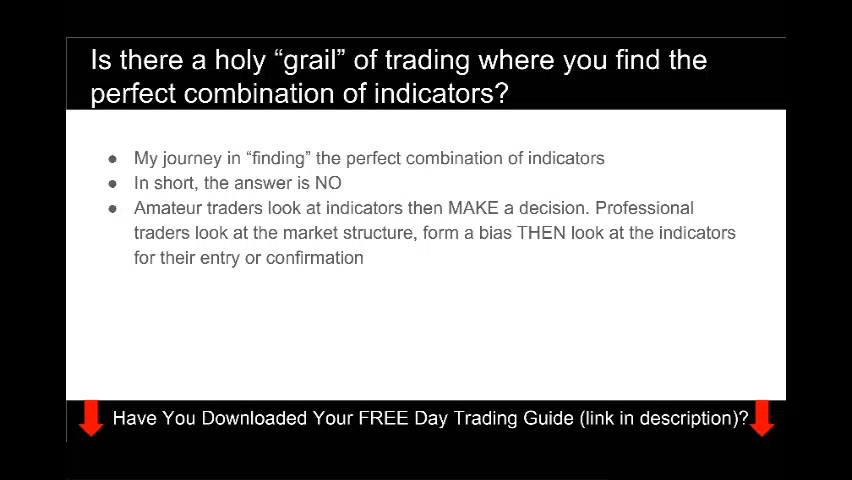 Is there a holy “grail” of trading where you find the
perfect combination of indicators?
● My journey in “finding” the perfect combination of indicators
● In short, the answer is NO
● Amateur traders look at indicators then MAKE a decision. Professional
traders look at the market structure, form a bias THEN look at the indicators
for their entry or confirmation
Have You Downloaded Your FREE Day Trading Guide (link in description)?